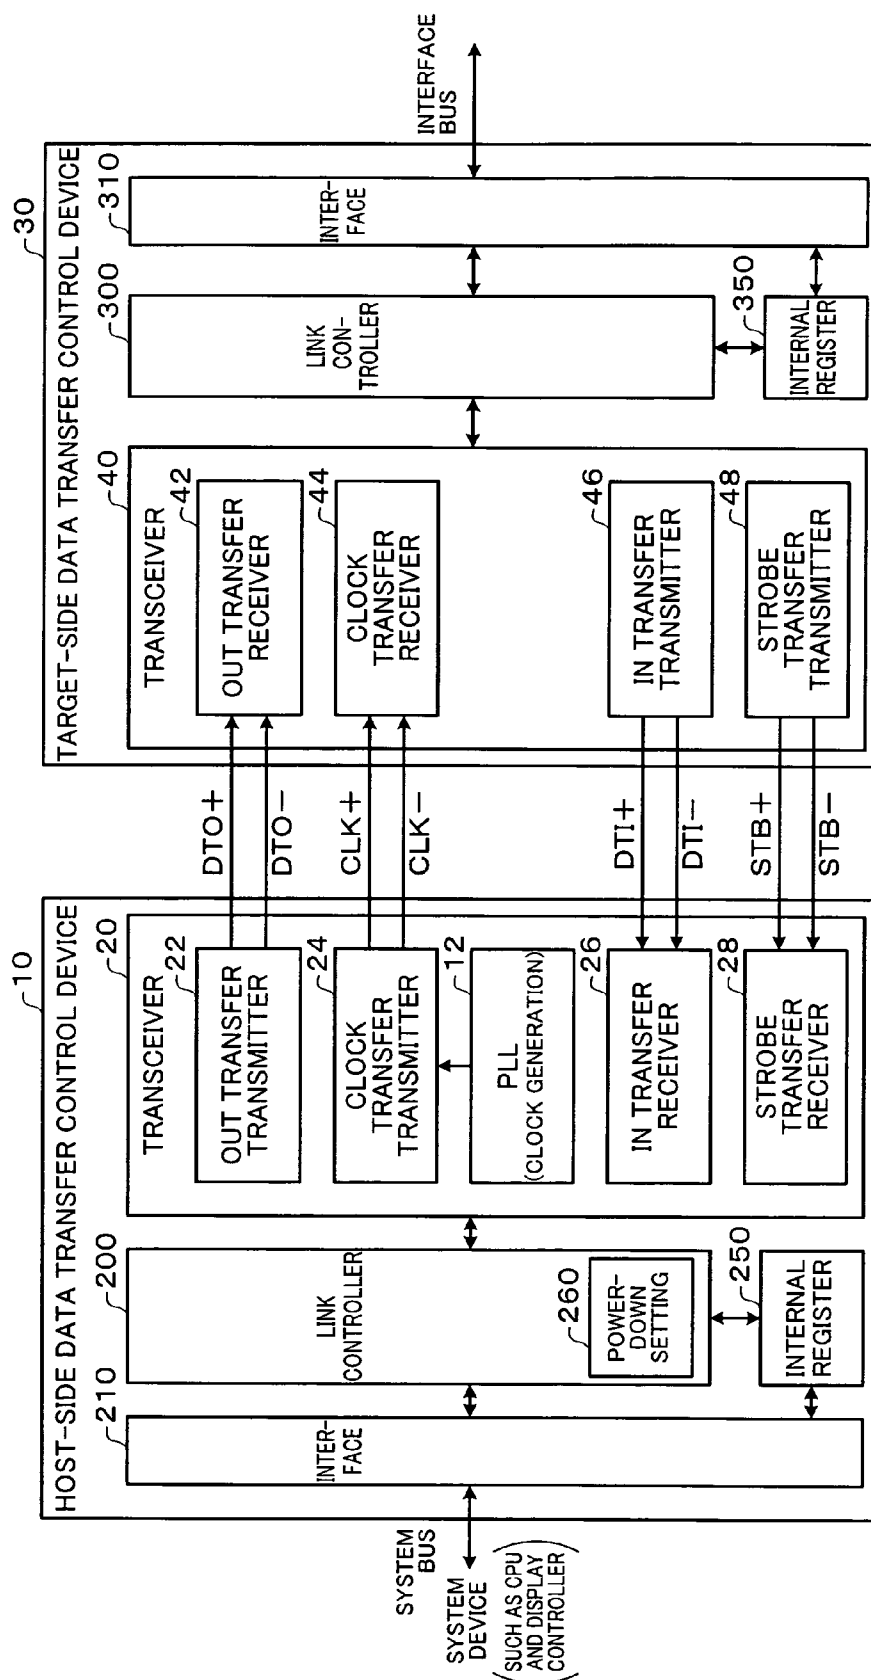 10
HOST-SIDE DATA TRANSFER CONTROL DEVICE
SYSTEM
BUS
SYSTEM
DEVICE
SUCH AS CPU
AND DISPLAY
CONTROLLER
210
INTER-
FACE
200
LINK
CONTROLLER
260
POWER-
DOWN
SETTING
250
INTERNAL
REGISTER
20
TRANSCEIVER
22
OUT TRANSFER
TRANSMITTER
24
CLOCK
TRANSFER
TRANSMITTER
12
PLL
(CLOCK GENERATION)
26
IN TRANSFER
RECEIVER
28
STROBE
TRANSFER
RECEIVER
DTO+
DTO-
CLK+
CLK-
DTI+
DTI-
STB+
STB-
30
TARGET-SIDE DATA TRANSFER CONTROL DEVICE
40
TRANSCEIVER
42
OUT TRANSFER
RECEIVER
44
CLOCK
TRANSFER
RECEIVER
46
IN TRANSFER
TRANSMITTER
48
STROBE
TRANSFER
TRANSMITTER
300
LINK
CON-
TROLLER
350
INTERNAL
REGISTER
310
INTER-
FACE
INTERFACE
BUS